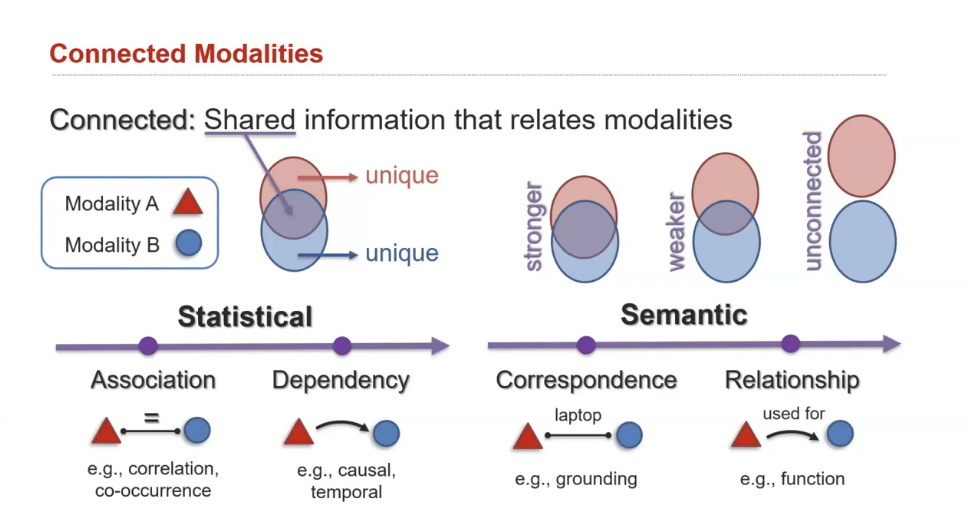 Connected Modalities
Connected: Shared information that relates modalities
Modality A
Modality B
unique
unique
stronger
weaker
unconnected
Statistical
Semantic
Association
Dependency
Correspondence
Relationship
=
laptop
used for
e.g., correlation,
co-occurrence
e.g., causal,
temporal
e.g., grounding
e.g., function